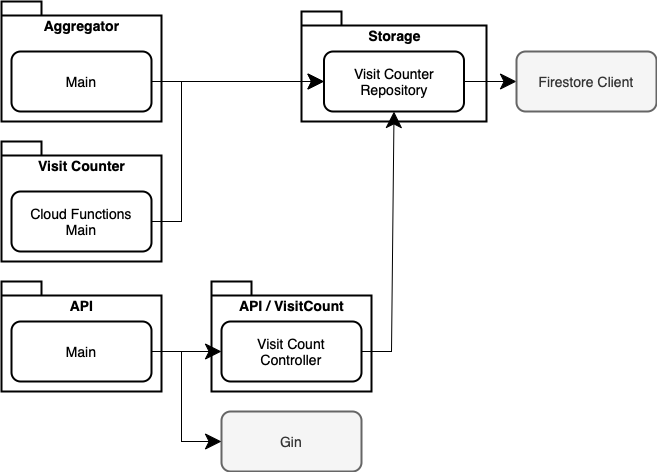 Aggregator
Main
Storage
Visit Counter
Repository
Firestore Client
Visit Counter
Cloud Functions
Main
API
Main
API / VisitCount
Visit Count
Controller
Gin